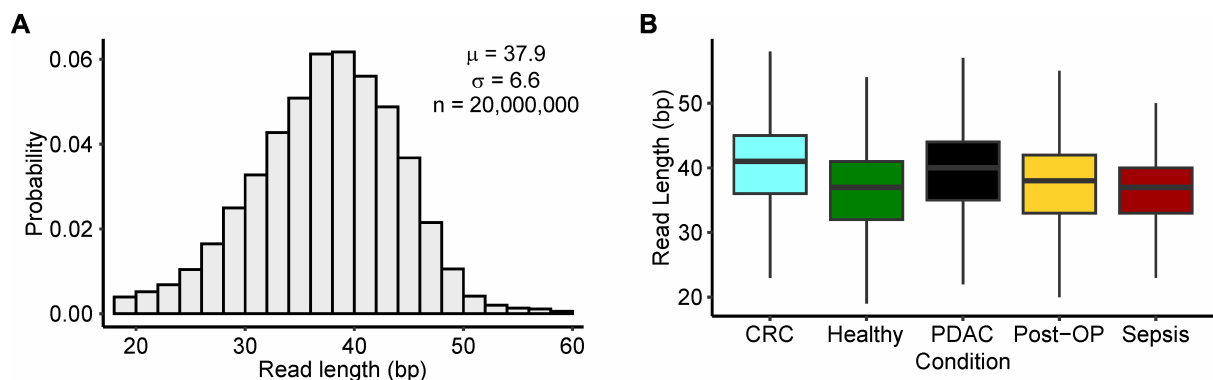 A
μ = 37.9
σ = 6.6
n = 20,000,000
Probability
0.06
0.04
0.02
0.00
20 30 40 50 60
Read length (bp)
B
Read Length (bp)
50
40
30
20
CRC Healthy PDAC Post−OP Sepsis
Condition